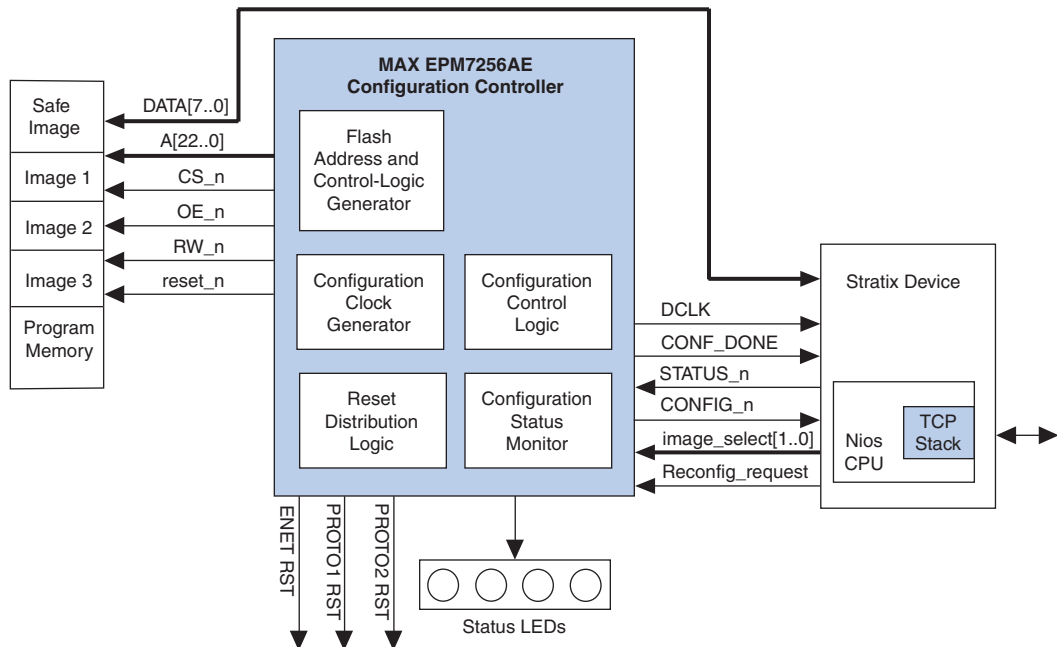 MAX EPM7256AE
Configuration Controller
Safe
Image
Image 1
Image 2
Image 3
Program
Memory
DATA[7..0]
A[22..0]
CS_n
OE_n
RW_n
reset_n
Flash
Address and
Control-Logic
Generator
Configuration
Clock
Generator
Configuration
Control
Logic
Reset
Distribution
Logic
Configuration
Status
Monitor
DCLK
CONF_DONE
STATUS_n
CONFIG_n
image_select[1..0]
Reconfig_request
Stratix Device
Nios
CPU
TCP
Stack
ENET RST
PROTO1 RST
PROTO2 RST
Status LEDs